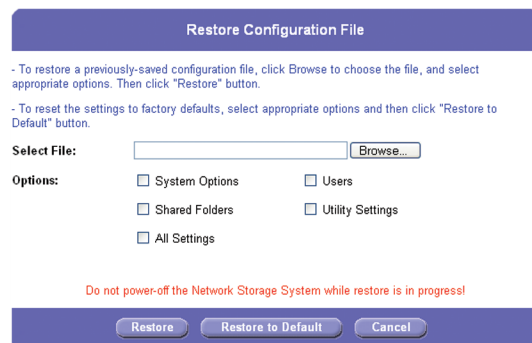 Restore Configuration File
- To restore a previously-saved configuration file, click Browse to choose the file, and select
appropriate options. Then click "Restore" button.
- To reset the settings to factory defaults, select appropriate options and then click "Restore to
Default" button.
Select File: Browse...
Options: System Options Users
Shared Folders Utility Settings
All Settings
Do not power-off the Network Storage System while restore is in progress!
Restore Restore to Default Cancel